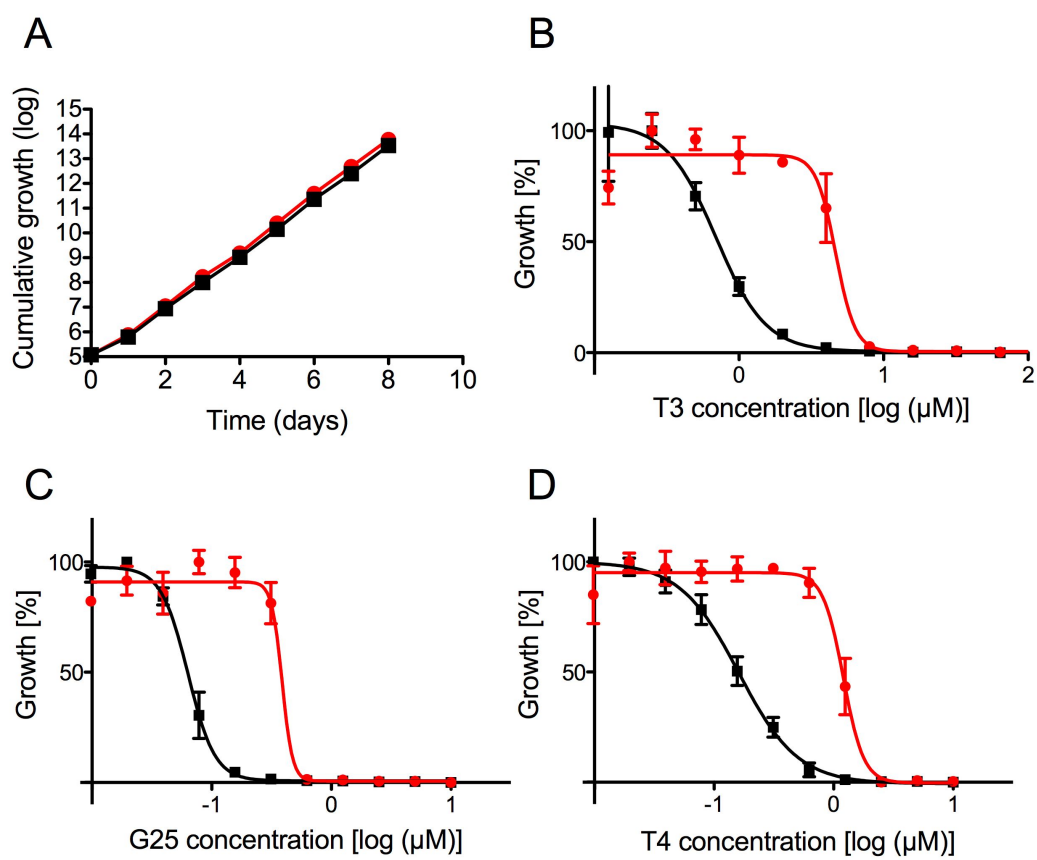 A
Cumulative growth (log)
15
14
13
12
11
10
9
8
7
6
5
0 2 4 6 8 10
Time (days)
B
Growth [%]
100
50
0
0 1 2
T3 concentration [log (µM)]
C
Growth [%]
100
50
-1 0 1
G25 concentration [log (µM)]
D
Growth [%]
100
50
-1 0 1
T4 concentration [log (µM)]